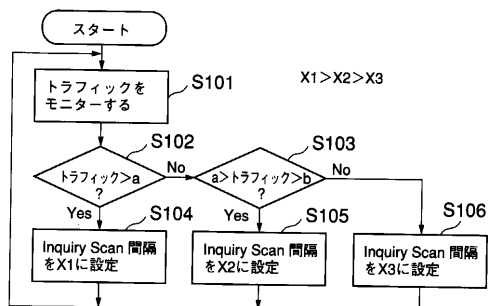 スタート
トラフィックを
モニターする
S101
X1>X2>X3
S102
トラフィック>a
?
No
Yes
S103
a>トラフィック>b
?
No
Yes
S104
Inquiry Scan 間隔
をX1に設定
S105
Inquiry Scan 間隔
をX2に設定
S106
Inquiry Scan 間隔
をX3に設定